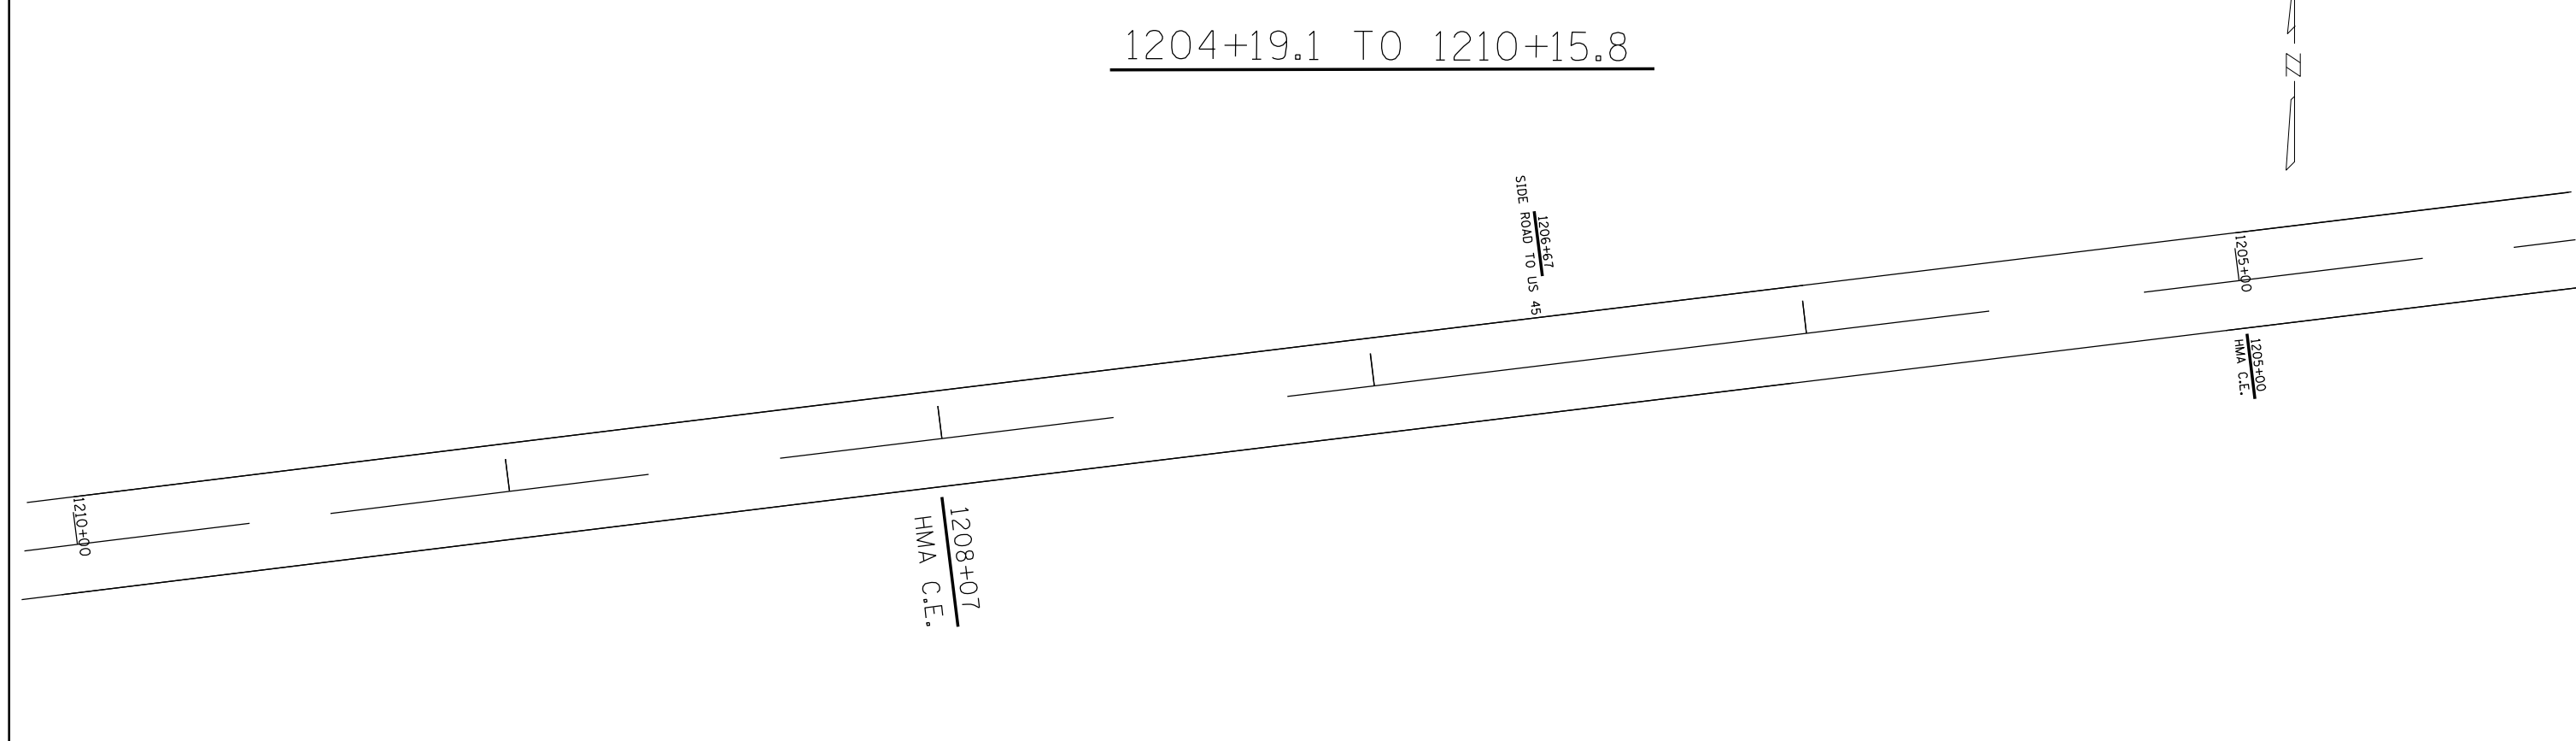 1204+19.1 TO 1210+15.8
N
1206+67
SIDE ROAD TO US 45
1205+00
1205+00
HMA C.E.
1208+07
HMA C.E.
1210+00